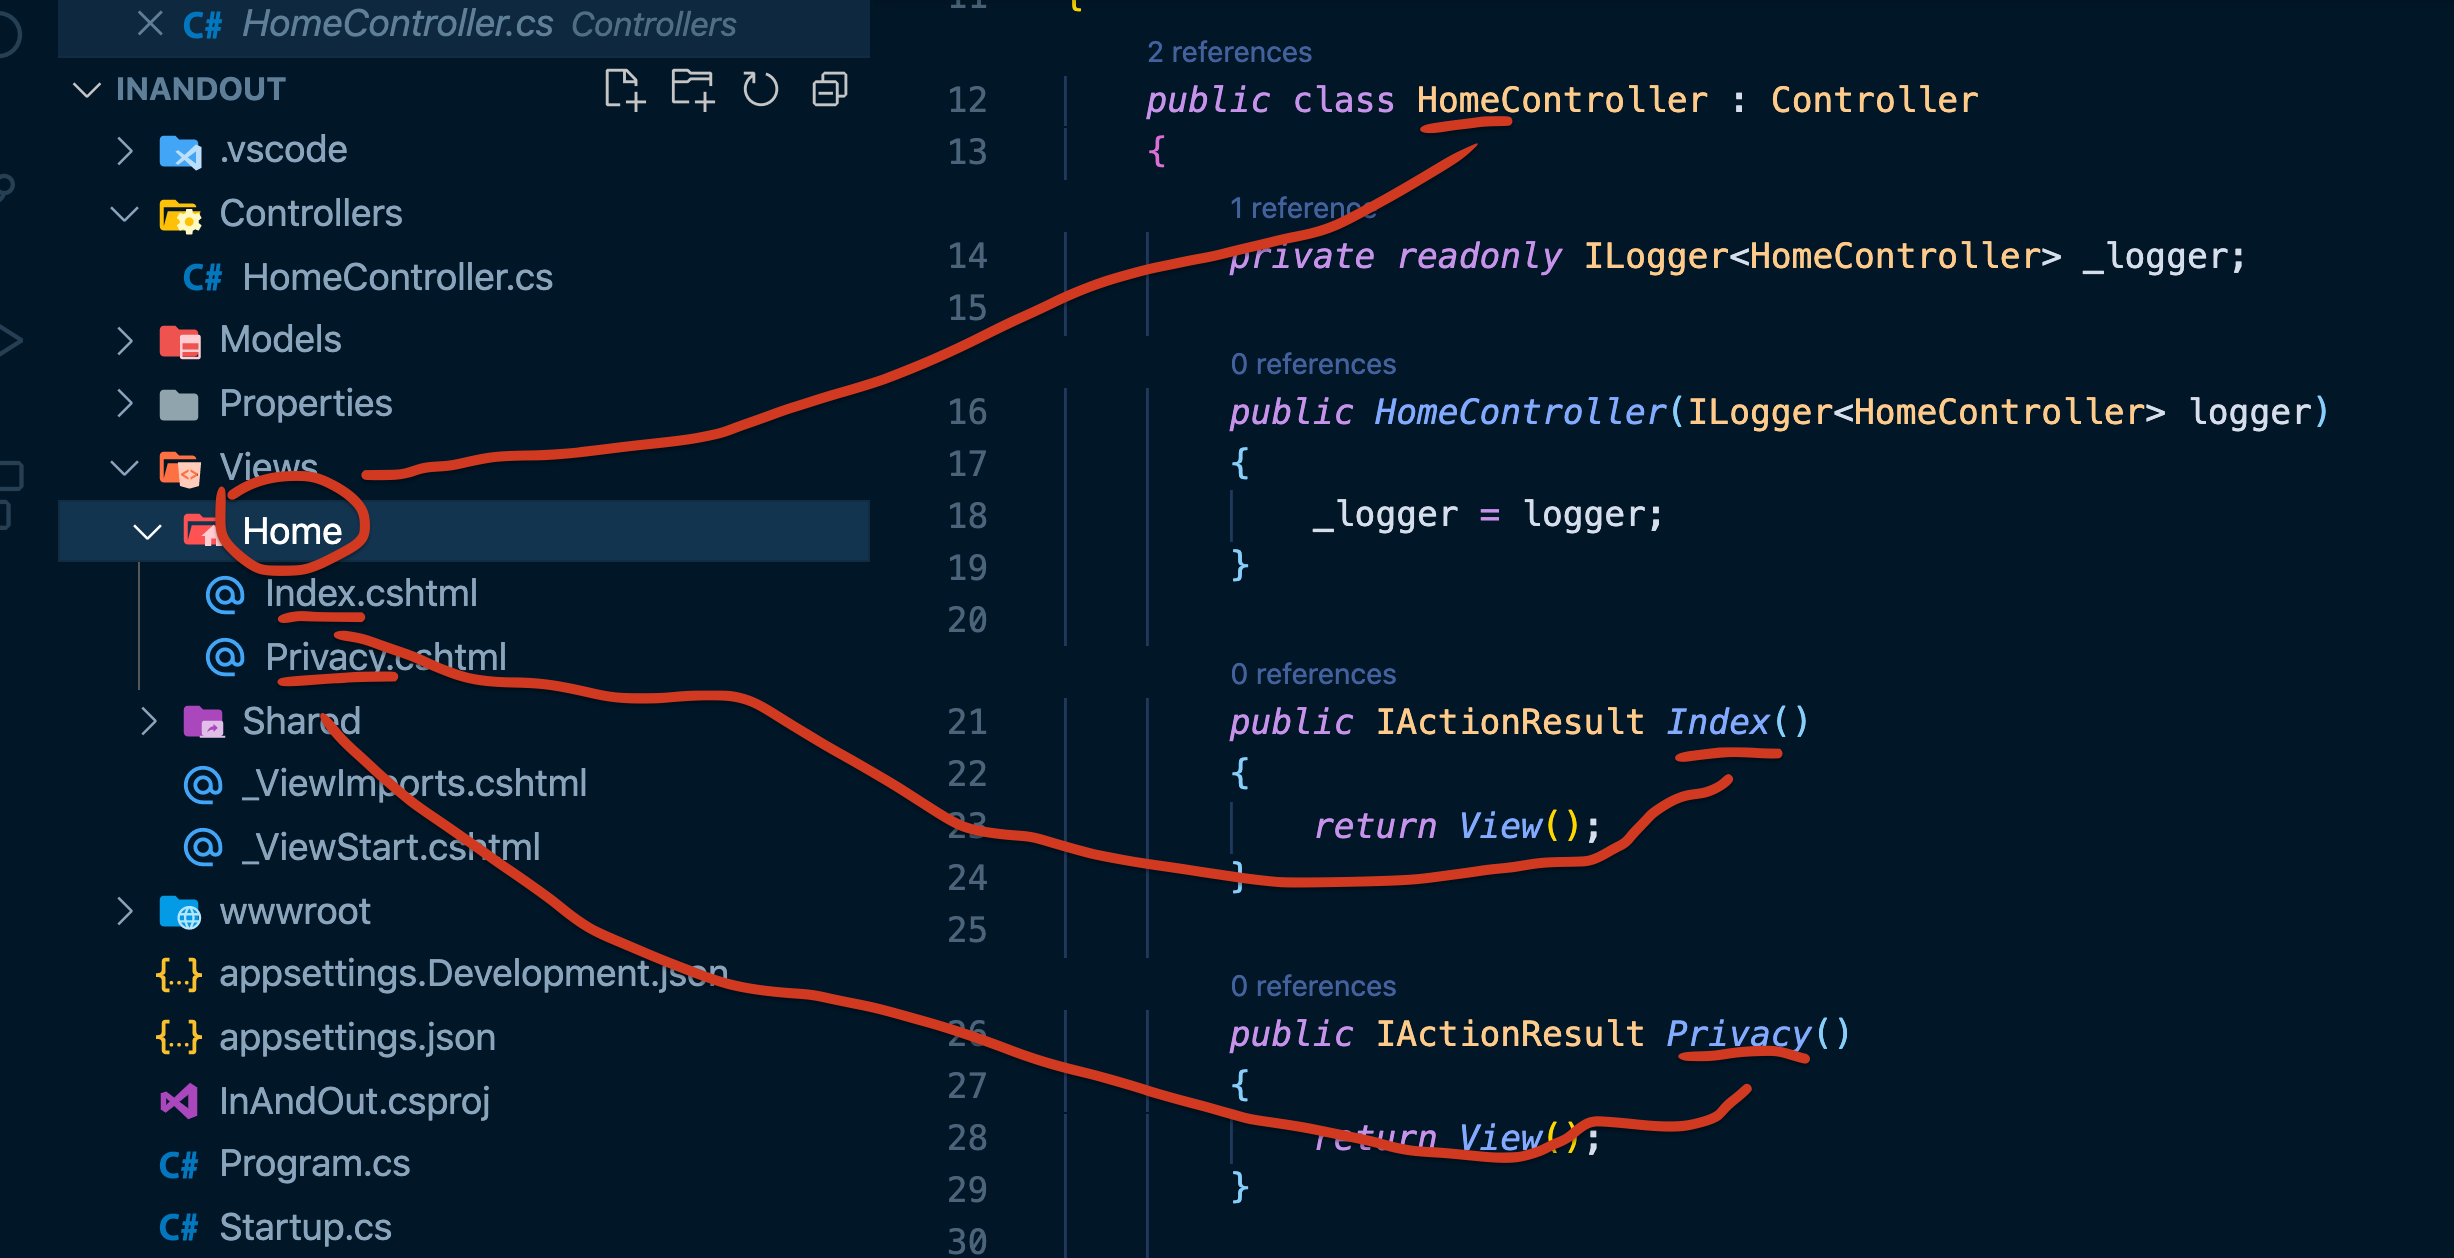 HomeController.cs Controllers
INANDOUT
.vscode
Controllers
C# HomeController.cs
Models
Properties
Views
Home
Index.cshtml
Privacy.cshtml
Shared
_ViewImports.cshtml
_ViewStart.cshtml
wwwroot
{...} appsettings.Development.json
{...} appsettings.json
InAndOut.csproj
C# Program.cs
C# Startup.cs
11 {
2 references
12 public class HomeController : Controller
13 {
1 reference
14 private readonly ILogger<HomeController> _logger;
15
0 references
16 public HomeController(ILogger<HomeController> logger)
17 {
18 _logger = logger;
19 }
20
0 references
21 public IActionResult Index()
22 {
23 return View();
24 }
25
0 references
26 public IActionResult Privacy()
27 {
28 return View();
29 }
30